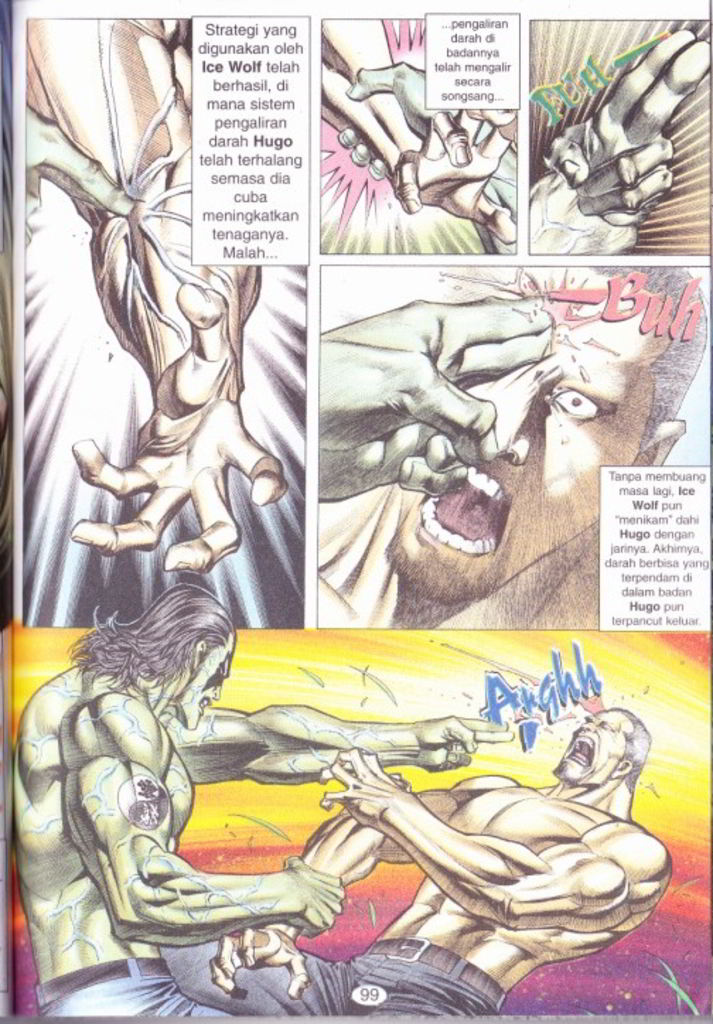 Strategi yang
digunakan oleh
Ice Wolf telah
berhasil, di
mana sistem
pengaliran
darah Hugo
telah terhalang
semasa dia
cuba
meningkatkan
tenaganya.
Malah...
...pengaliran
darah di
badannya
telah mengalir
secara
songsang...
FUH
Buh
Tanpa membuang
masa lagi, Ice
Wolf pun
"menikam" dahi
Hugo dengan
jarinya. Akhirnya,
darah berbisa yang
terpendam di
dalam badan
Hugo pun
terpancut keluar.
Arghh
99